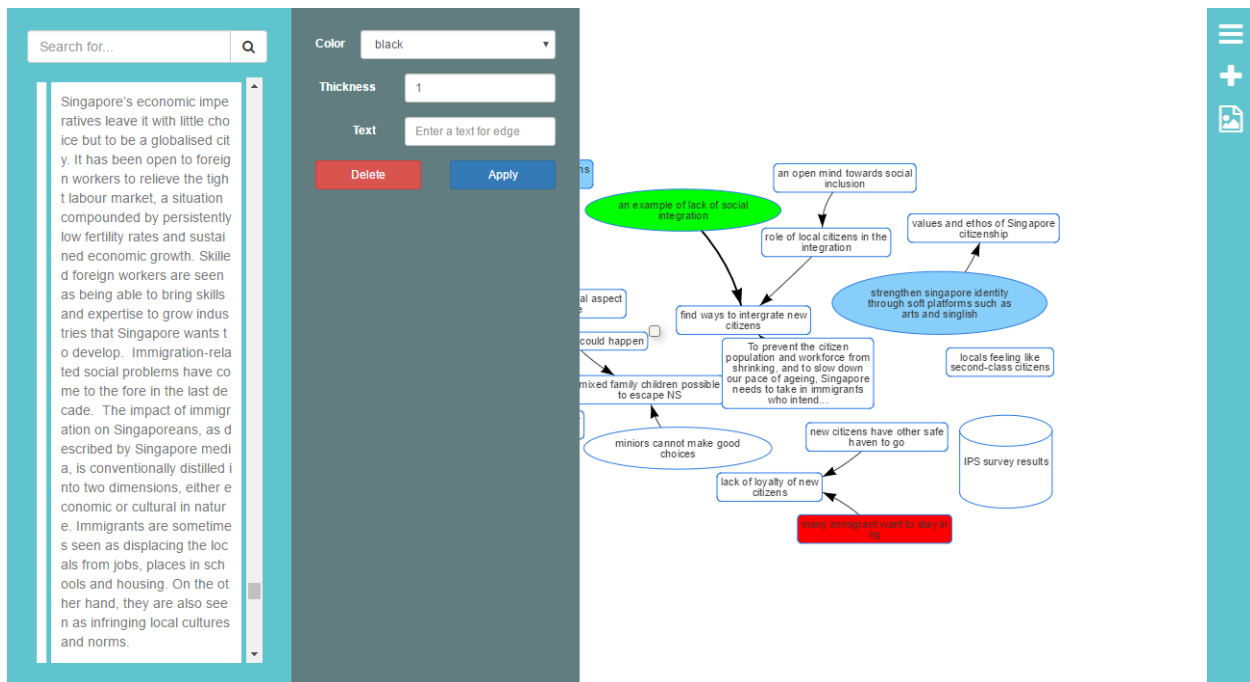 Search for...
Singapore's economic impe
ratives leave it with little cho
ice but to be a globalised cit
y. It has been open to foreig
n workers to relieve the tigh
t labour market, a situation
compounded by persistently
low fertility rates and sustai
ned economic growth. Skille
d foreign workers are seen
as being able to bring skills
and expertise to grow indus
tries that Singapore wants t
o develop.  Immigration-rela
ted social problems have co
me to the fore in the last de
cade.  The impact of immigr
ation on Singaporeans, as d
escribed by Singapore medi
a, is conventionally distilled i
nto two dimensions, either e
conomic or cultural in natur
e. Immigrants are sometime
s seen as displacing the loc
als from jobs, places in sch
ools and housing. On the ot
her hand, they are also see
n as infringing local cultures
and norms.
Color
black
Thickness
1
Text
Enter a text for edge
Delete
Apply
an open mind towards social
inclusion
an example of lack of social
integration
role of local citizens in the
integration
values and ethos of Singapore
citizenship
strengthen singapore identity
through soft platforms such as
arts and singlish
al aspect
find ways to intergrate new
citizens
could happen
To prevent the citizen
population and workforce from
shrinking, and to slow down
our pace of ageing, Singapore
needs to take in immigrants
who intend...
locals feeling like
second-class citizens
mixed family children possible
to escape NS
miniors cannot make good
choices
new citizens have other safe
haven to go
IPS survey results
lack of loyalty of new
citizens
many immigrant want to stay in
sg